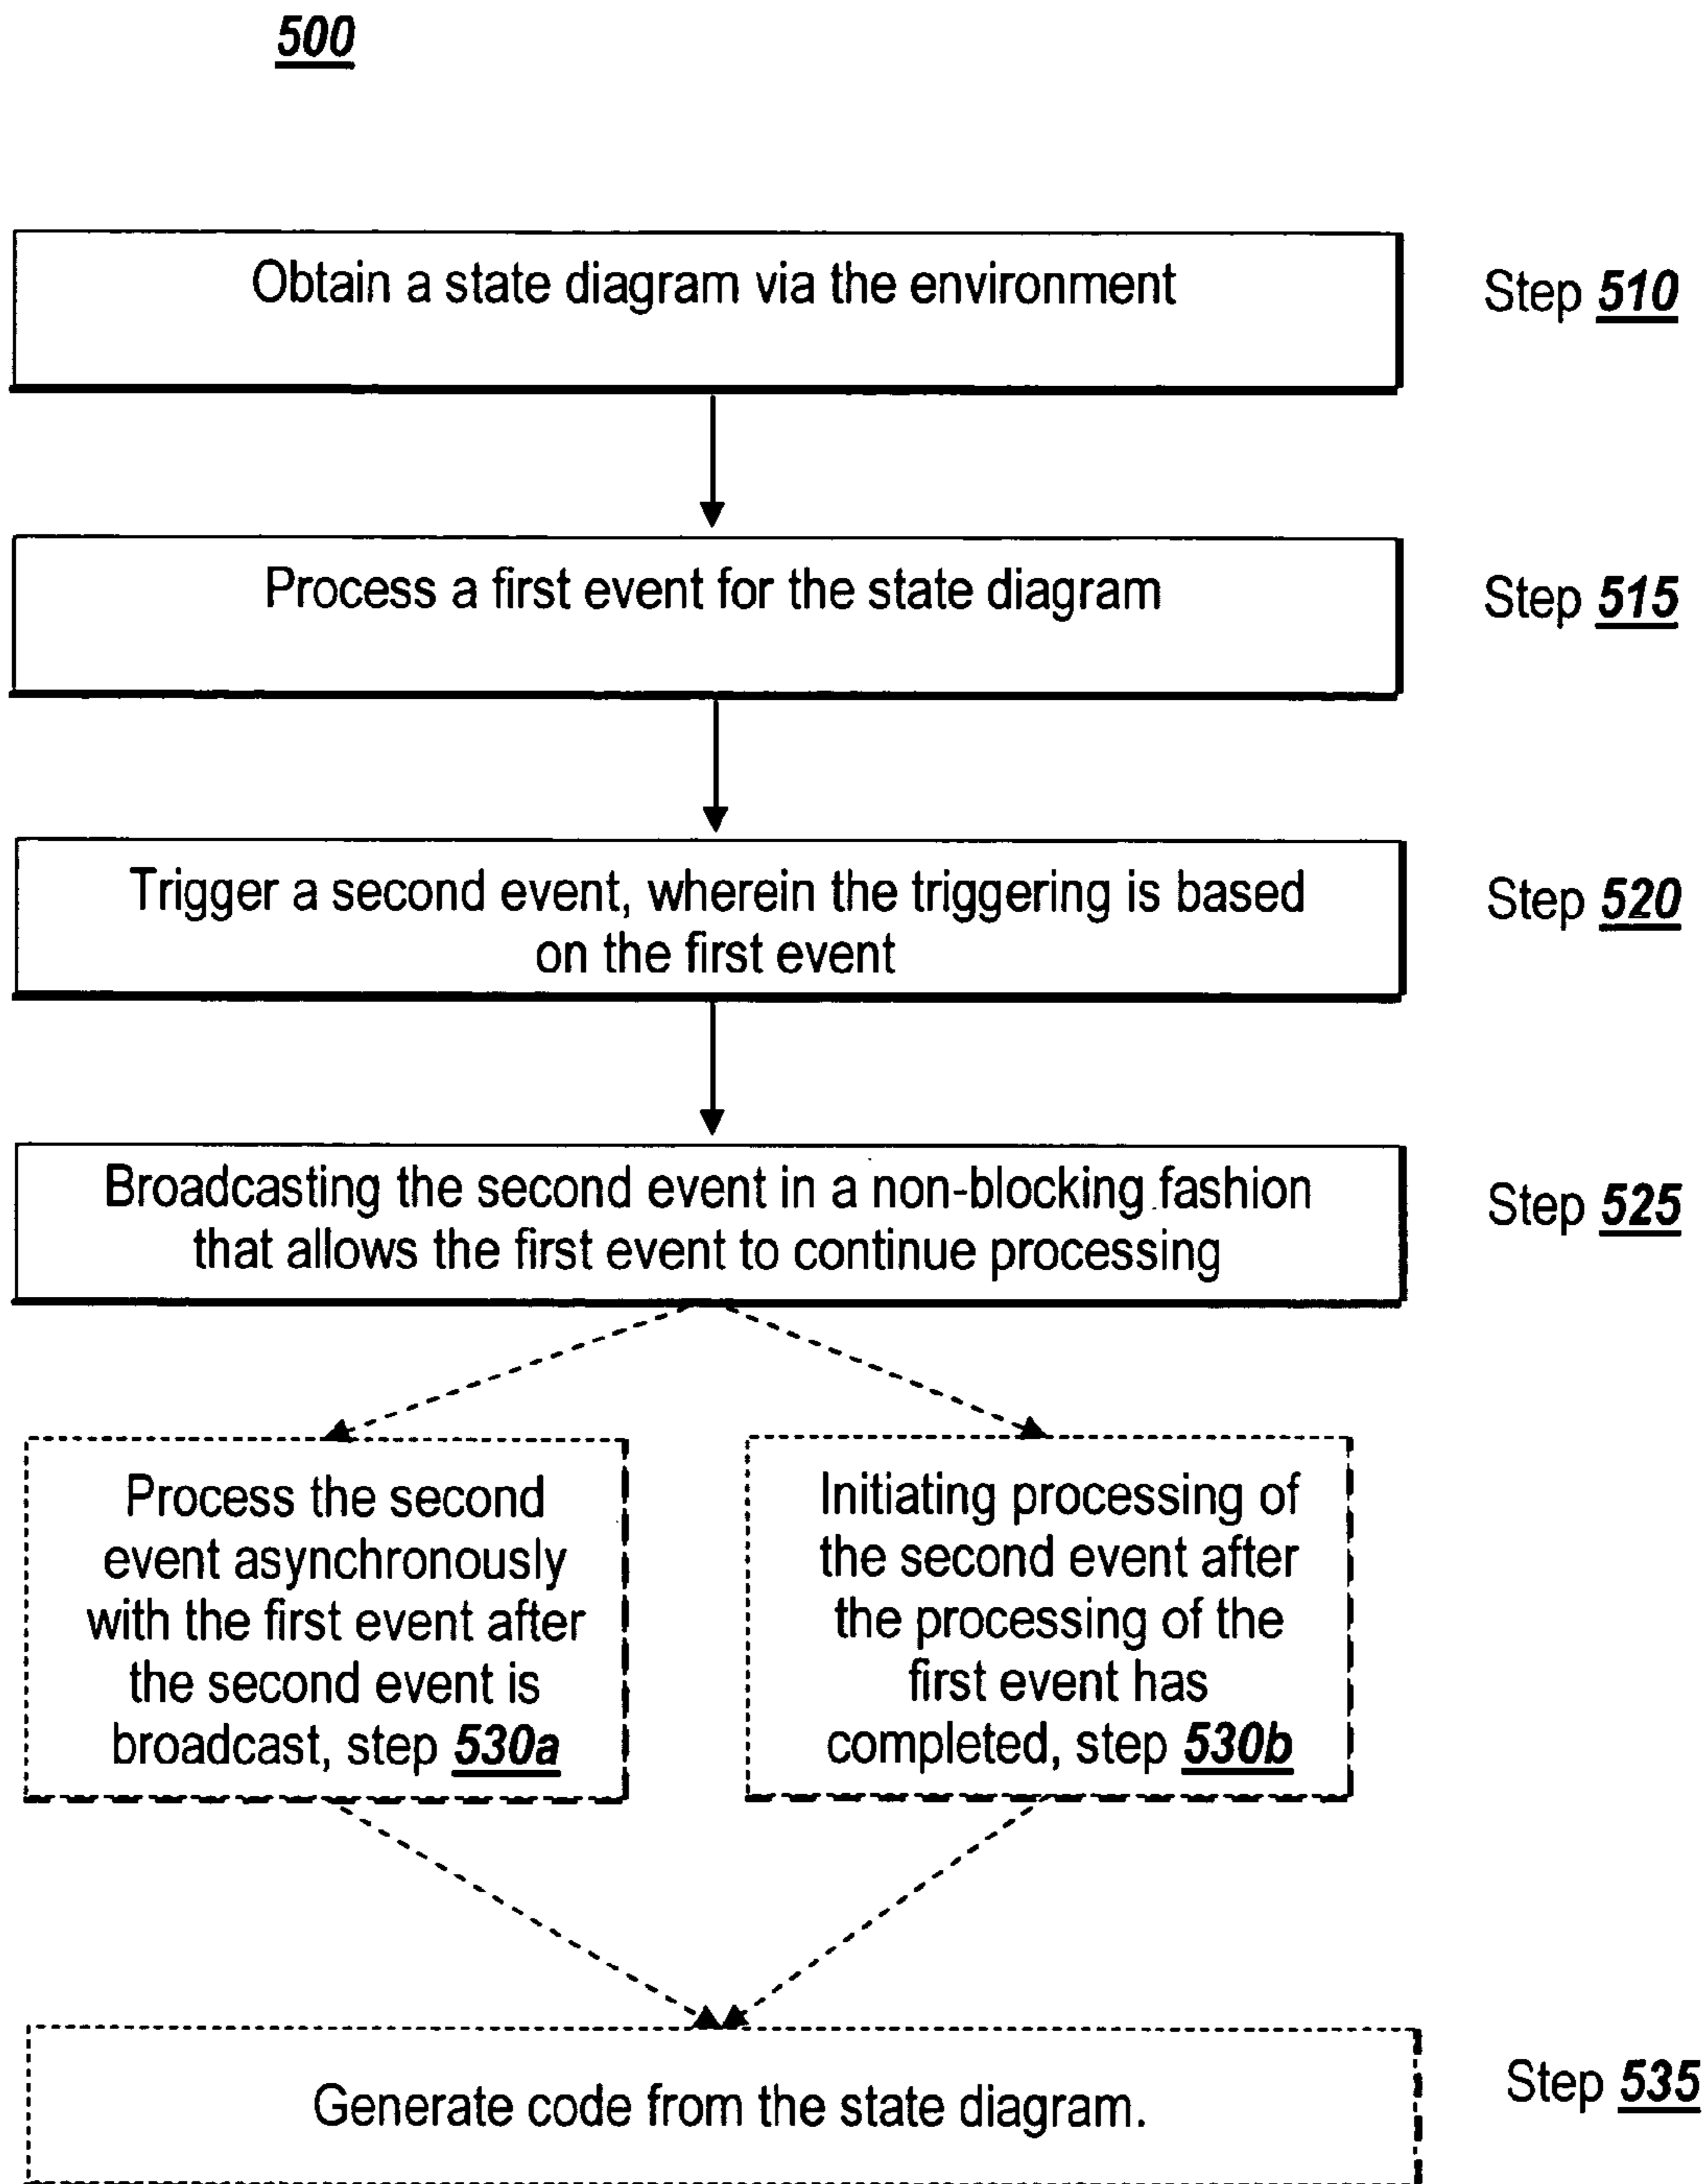 500
Obtain a state diagram via the environment
Step 510
Process a first event for the state diagram
Step 515
Trigger a second event, wherein the triggering is based
on the first event
Step 520
Broadcasting the second event in a non-blocking fashion
that allows the first event to continue processing
Step 525
Process the second
event asynchronously
with the first event after
the second event is
broadcast, step 530a
Initiating processing of
the second event after
the processing of the
first event has
completed, step 530b
Generate code from the state diagram.
Step 535